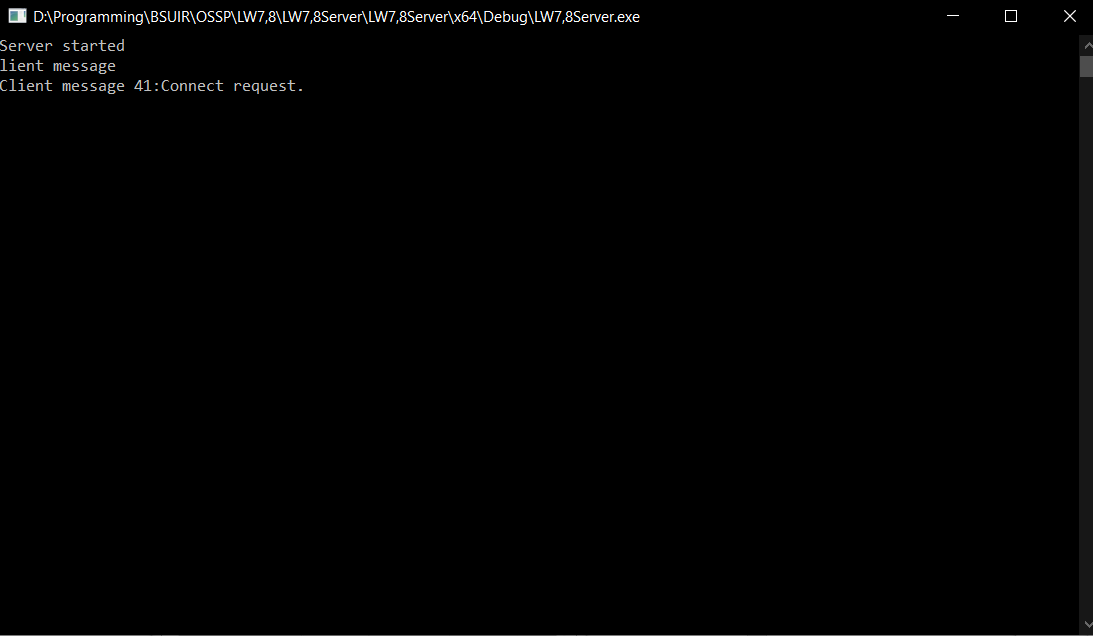 D:\Programming\BSUIR\OSSP\LW7,8\LW7,8Server\LW7,8Server\x64\Debug\LW7,8Server.exe
Server started
lient message
Client message 41:Connect request.